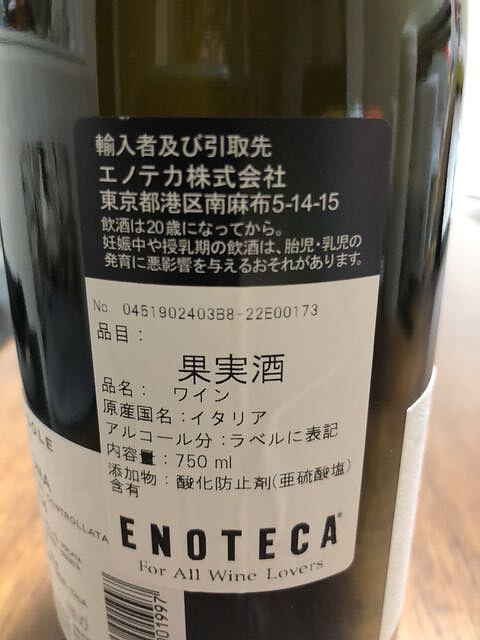 輸入者及び引取先
エノテカ株式会社
東京都港区南麻布5-14-15
飲酒は20歳になってから。
妊娠中や授乳期の飲酒は、胎児・乳児の
発育に悪影響を与えるおそれがあります。
No. 0451902403B8-22E00173
品目：
果実酒
品名： ワイン
原産国名：イタリア
アルコール分：ラベルに表記
内容量：750 ml
添加物：酸化防止剤(亜硫酸塩)
含有
ENOTECA®
For All Wine Lovers